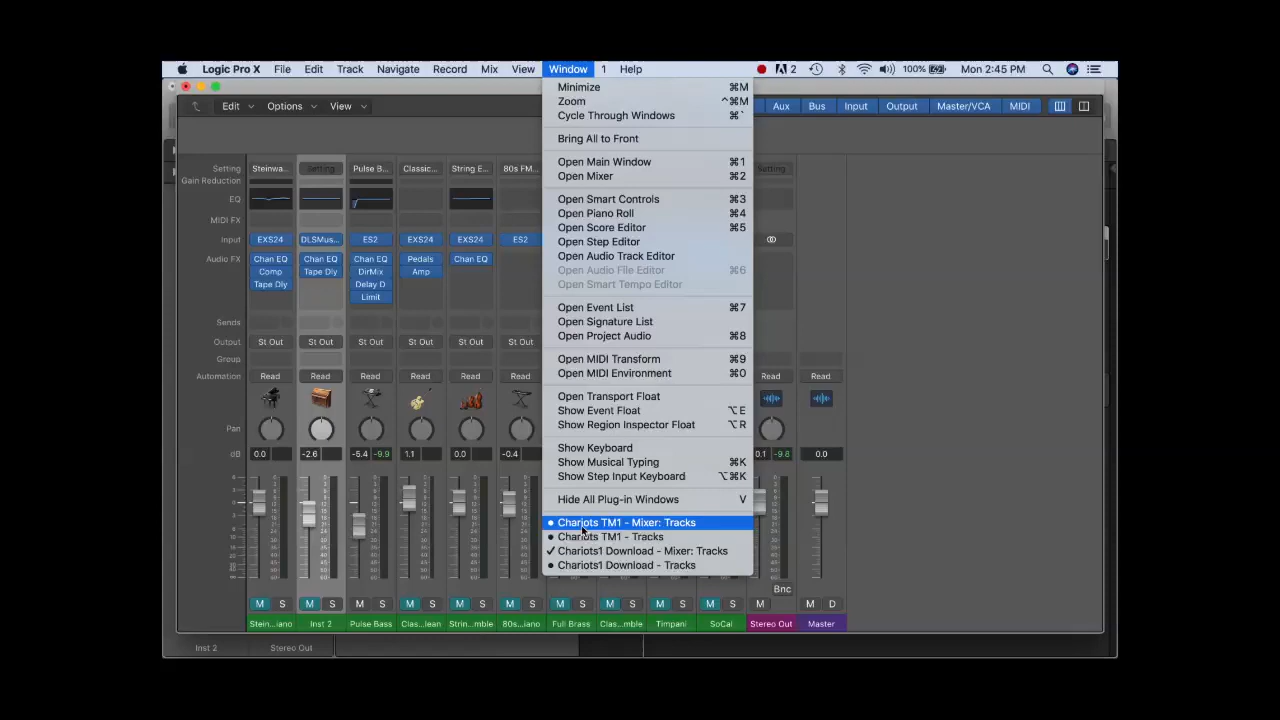 Logic Pro X File Edit Track Navigate Record Mix View Window 1 Help 2 100% Mon 2:45 PM
Edit Options View Aux Bus Input Output Master/VCA MIDI
Minimize ⌘M
Zoom ^⌘M
Cycle Through Windows ⌘`
Bring All to Front
Open Main Window ⌘1
Open Mixer ⌘2
Open Smart Controls ⌘3
Open Piano Roll ⌘4
Open Score Editor ⌘5
Open Step Editor
Open Audio Track Editor
Open Audio File Editor ⌘6
Open Smart Tempo Editor
Open Event List ⌘7
Open Signature List
Open Project Audio ⌘8
Open MIDI Transform ⌘9
Open MIDI Environment ⌘0
Open Transport Float
Show Event Float ⌥E
Show Region Inspector Float ⌥R
Show Keyboard
Show Musical Typing ⌘K
Show Step Input Keyboard ⌥⌘K
Hide All Plug-in Windows V
Chariots TM1 - Mixer: Tracks
Chariots TM1 - Tracks
✓ Chariots1 Download - Mixer: Tracks
Chariots1 Download - Tracks
Setting Steinwa... Setting Pulse B... Classic... String E... 80s FM... Setting
Gain Reduction
EQ
MIDI FX
Input EXS24 DLSMus... ES2 EXS24 EXS24 ES2
Audio FX Chan EQ Chan EQ Chan EQ Pedals Chan EQ
Comp Tape Dly DirMix Amp
Tape Dly Delay D
Limit
Sends
Output St Out St Out St Out St Out St Out St Out
Group
Automation Read Read Read Read Read Read Read Read
Pan
dB 0.0 -2.6 -5.4 -9.9 1.1 0.0 -0.4 0.1 -9.8 0.0
Bnc
M S M S M S M S M S M S M S M S M S M S M M D
Stein...iano Inst 2 Pulse Bass Clas...lean Strin...mble 80s...iano Full Brass Clas...mble Timpani SoCal Stereo Out Master
Inst 2 Stereo Out